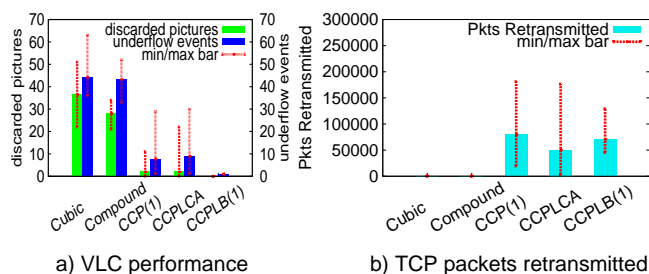 discarded pictures
underflow events
min/max bar
70
60
50
40
30
20
10
0
discarded pictures
70
60
50
40
30
20
10
0
underflow events
Cubic
Compound
CCP(1)
CCPLCA
CCPLB(1)
a) VLC performance
Pkts Retransmitted
min/max bar
300000
250000
200000
150000
100000
50000
0
Pkts Retransmitted
Cubic
Compound
CCP(1)
CCPLCA
CCPLB(1)
b) TCP packets retransmitted